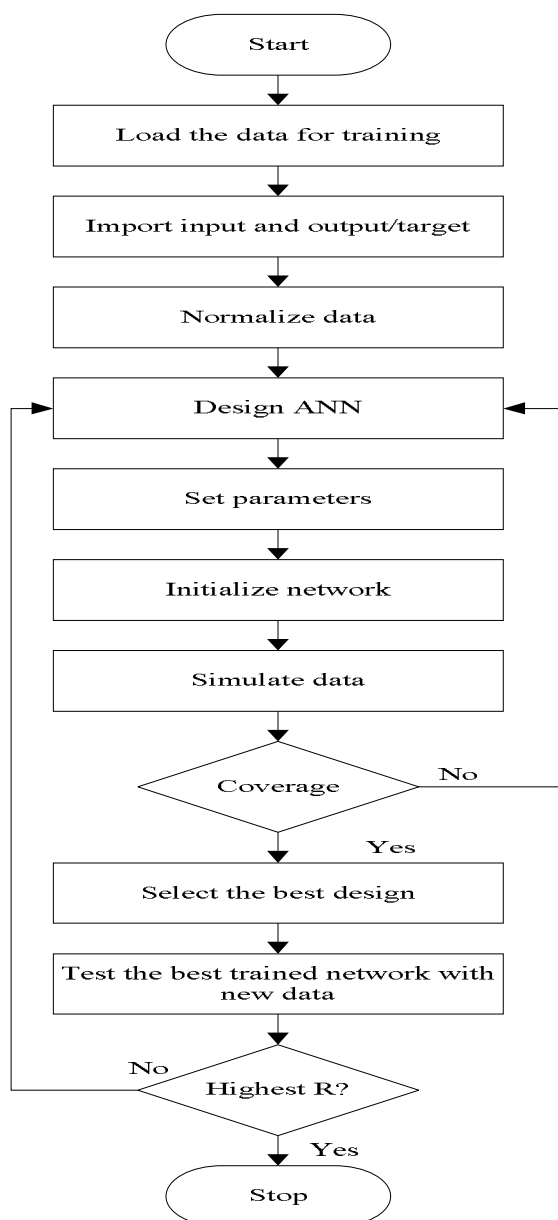 Start
Load the data for training
Import input and output/target
Normalize data
Design ANN
Set parameters
Initialize network
Simulate data
Coverage
No
Yes
Select the best design
Test the best trained network with
new data
No
Highest R?
Yes
Stop